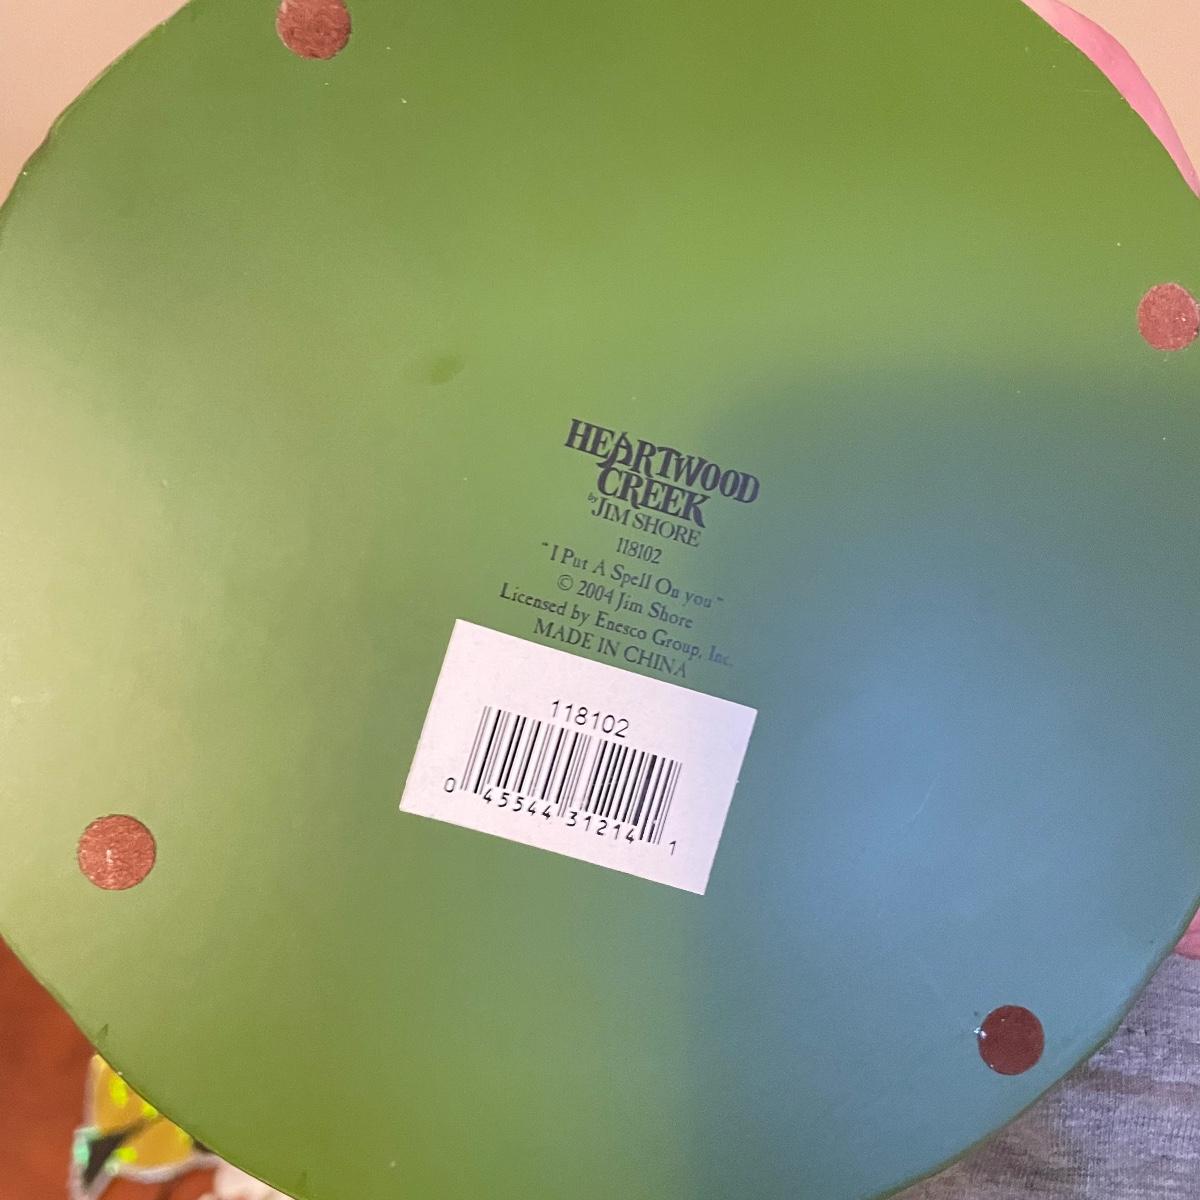 HEARTWOOD
CREEK
by JIM SHORE
118102
"I Put A Spell On you"
© 2004 Jim Shore
Licensed by Enesco Group, Inc.
MADE IN CHINA
118102
0 45544 31214 1